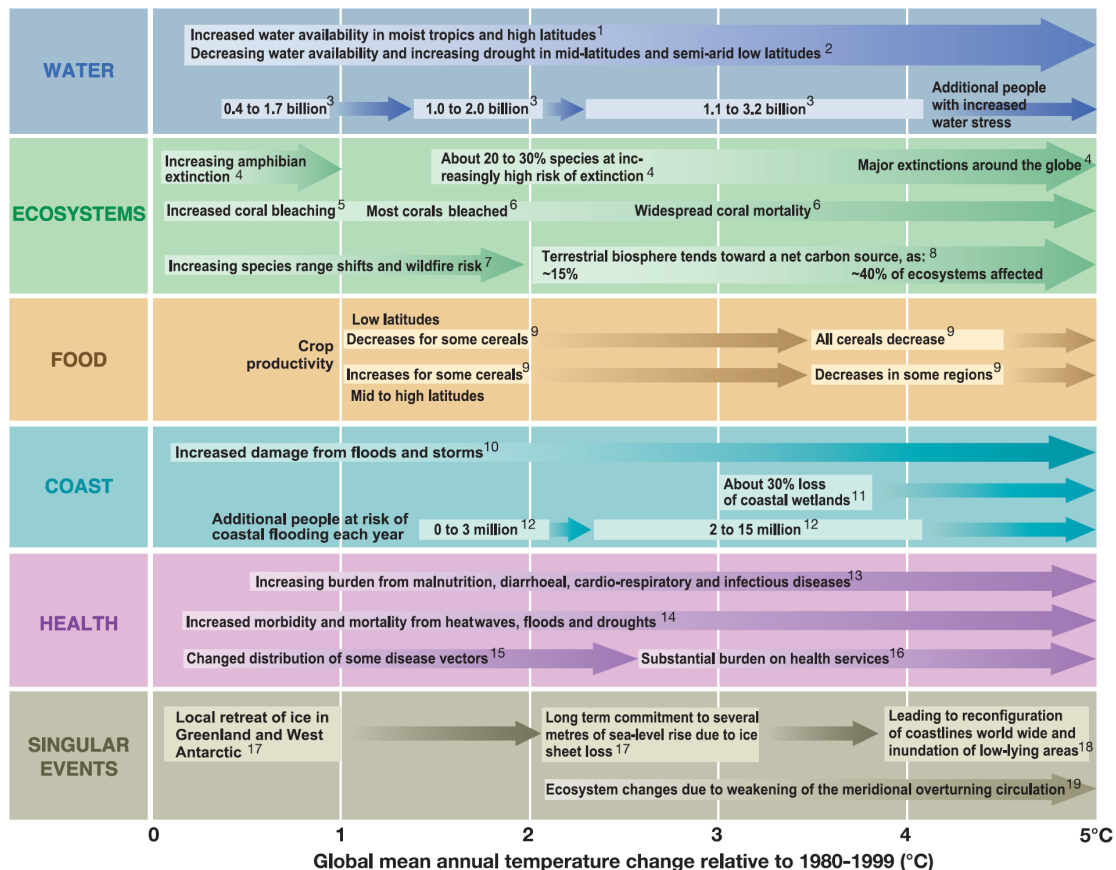 WATER
Increased water availability in moist tropics and high latitudes 1
Decreasing water availability and increasing drought in mid-latitudes and semi-arid low latitudes 2
0.4 to 1.7 billion 3
1.0 to 2.0 billion 3
1.1 to 3.2 billion 3
Additional people
with increased
water stress
ECOSYSTEMS
Increasing amphibian
extinction 4
About 20 to 30% species at inc-
reasingly high risk of extinction 4
Major extinctions around the globe 4
Increased coral bleaching 5
Most corals bleached 6
Widespread coral mortality 6
Increasing species range shifts and wildfire risk 7
Terrestrial biosphere tends toward a net carbon source, as: 8
~15%
~40% of ecosystems affected
FOOD
Crop
productivity
Low latitudes
Decreases for some cereals 9
All cereals decrease 9
Increases for some cereals 9
Decreases in some regions 9
Mid to high latitudes
COAST
Increased damage from floods and storms 10
About 30% loss
of coastal wetlands 11
Additional people at risk of
coastal flooding each year
0 to 3 million 12
2 to 15 million 12
HEALTH
Increasing burden from malnutrition, diarrhoeal, cardio-respiratory and infectious diseases 13
Increased morbidity and mortality from heatwaves, floods and droughts 14
Changed distribution of some disease vectors 15
Substantial burden on health services 16
SINGULAR
EVENTS
Local retreat of ice in
Greenland and West
Antarctic 17
Long term commitment to several
metres of sea-level rise due to ice
sheet loss 17
Leading to reconfiguration
of coastlines world wide and
inundation of low-lying areas 18
Ecosystem changes due to weakening of the meridional overturning circulation 19
0 1 2 3 4 5°C
Global mean annual temperature change relative to 1980-1999 (°C)